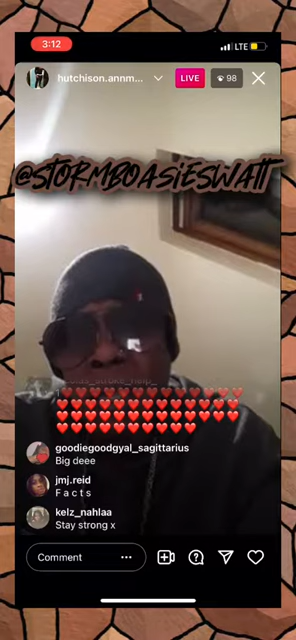 3:12
LTE
hutchison.annm...
LIVE
98
@STORMBOASIESWATT
goodiegoodgyal_sagittarius
Big deee
jmj.reid
F a c t s
kelz_nahlaa
Stay strong x
Comment